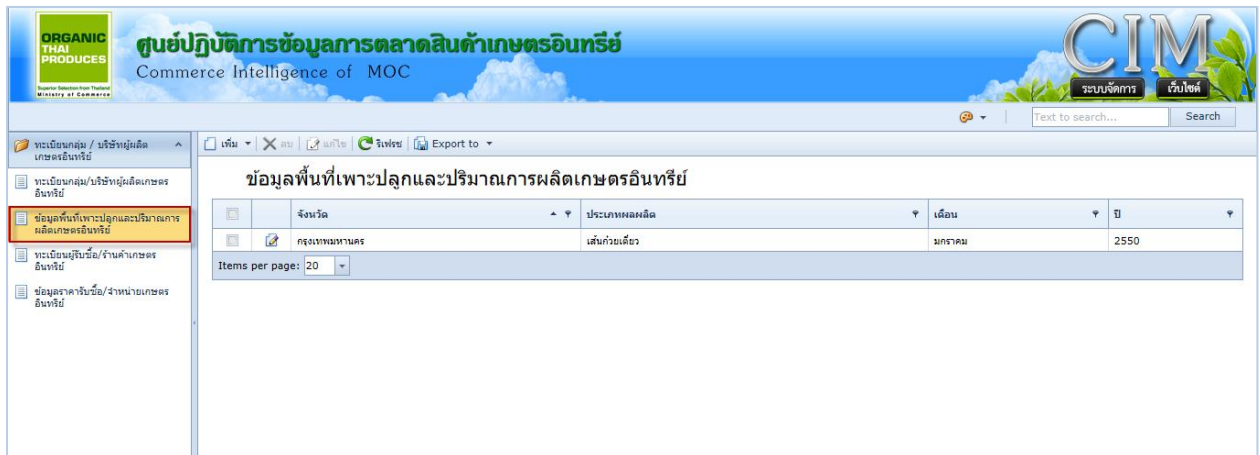 ORGANIC
THAI
PRODUCES
Superior Selection from Thailand
Ministry of Commerce
ศูนย์ปฏิบัติการข้อมูลการตลาดสินค้าเกษตรอินทรีย์
Commerce Intelligence of MOC
CIM
ระบบจัดการ
เว็บไซต์
Text to search...
Search
ทะเบียนกลุ่ม / บริษัทผู้ผลิต
เกษตรอินทรีย์
ทะเบียนกลุ่ม/บริษัทผู้ผลิตเกษตร
อินทรีย์
ข้อมูลพื้นที่เพาะปลูกและปริมาณการ
ผลิตเกษตรอินทรีย์
ทะเบียนผู้รับซื้อ/ร้านค้าเกษตร
อินทรีย์
ข้อมูลราคารับซื้อ/จำหน่ายเกษตร
อินทรีย์
เพิ่ม ลบ แก้ไข รีเฟรช Export to
ข้อมูลพื้นที่เพาะปลูกและปริมาณการผลิตเกษตรอินทรีย์
จังหวัด ประเภทผลผลิต เดือน ปี
กรุงเทพมหานคร เส้นก๋วยเตี๋ยว มกราคม 2550
Items per page: 20